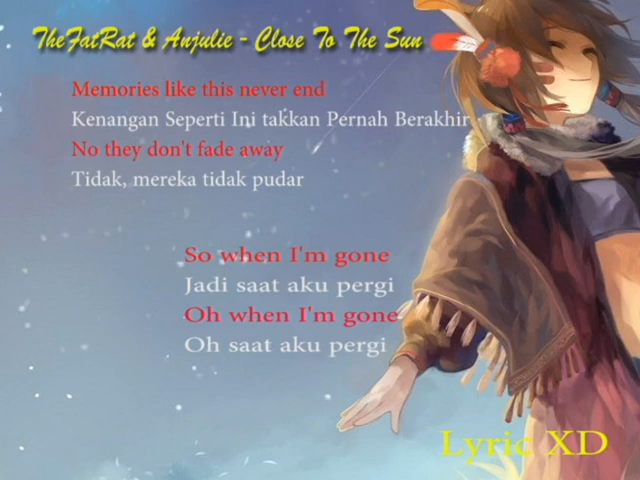 TheFatRat & Anjulie - Close To The Sun
Memories like this never end
Kenangan Seperti Ini takkan Pernah Berakhir
No they don't fade away
Tidak, mereka tidak pudar
So when I'm gone
Jadi saat aku pergi
Oh when I'm gone
Oh saat aku pergi
Lyric XD